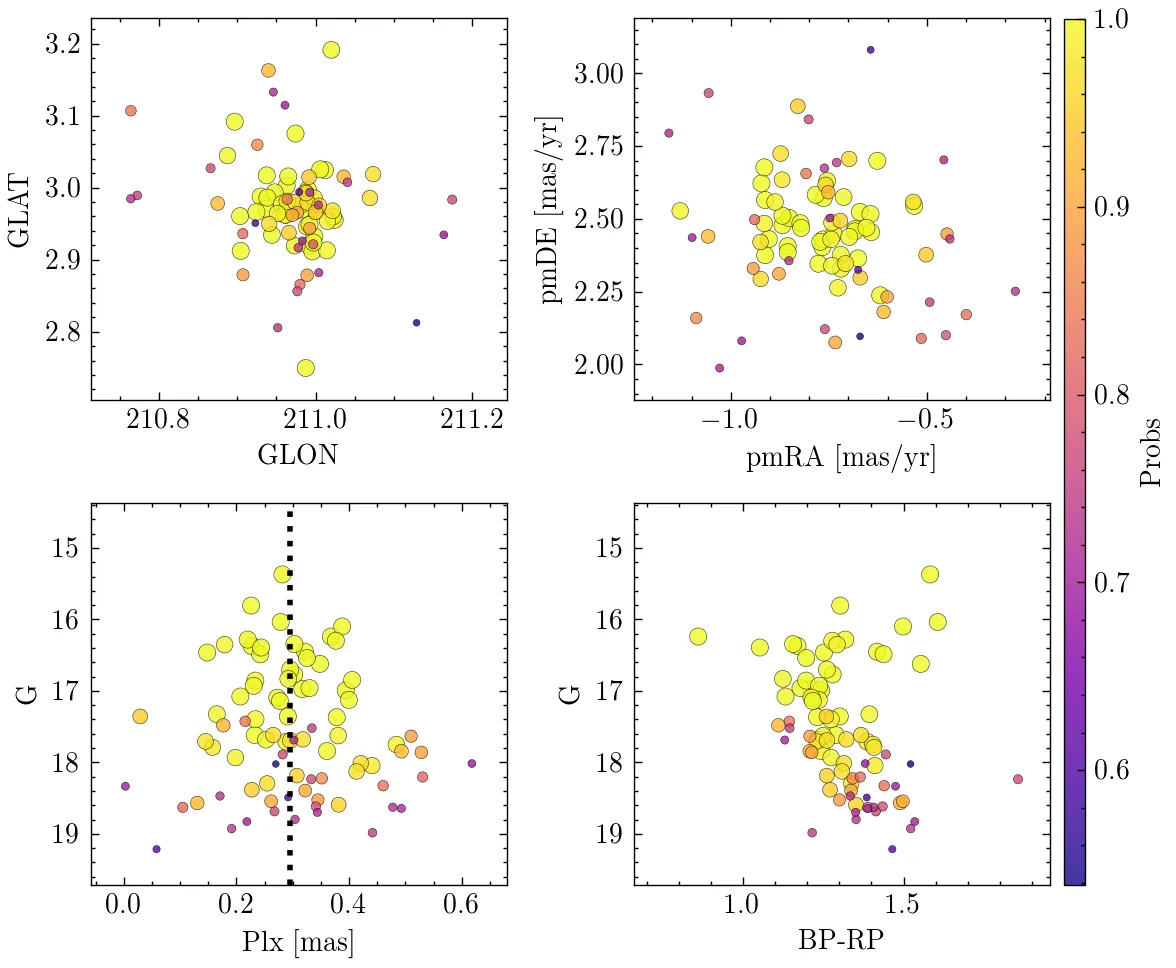 3.2
3.1
3.0
2.9
2.8
GLAT
210.8 211.0 211.2
GLON
3.00
2.75
2.50
2.25
2.00
pmDE [mas/yr]
−1.0 −0.5
pmRA [mas/yr]
15
16
17
18
19
G
0.0 0.2 0.4 0.6
Plx [mas]
15
16
17
18
19
G
1.0 1.5
BP-RP
1.0
0.9
0.8
0.7
0.6
Probs